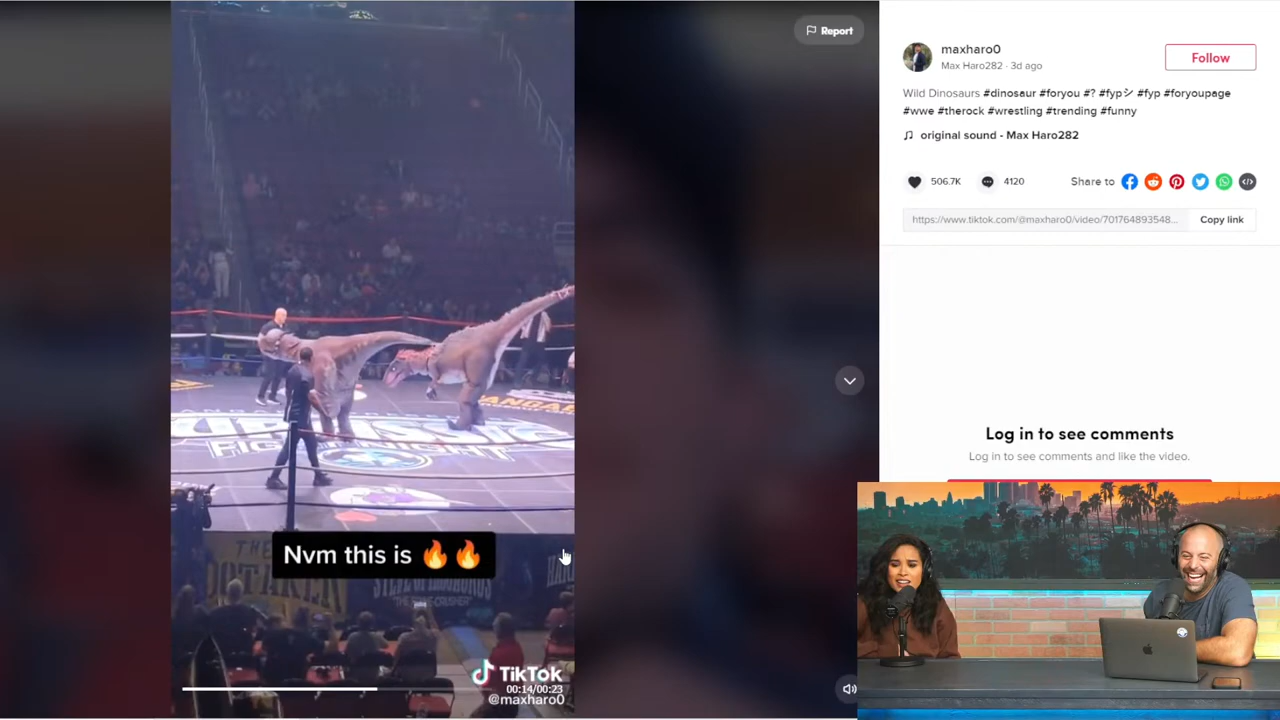 Report
maxharo0
Max Haro282 · 3d ago
Follow
Wild Dinosaurs #dinosaur #foryou #? #fypシ #fyp #foryoupage
#wwe #therock #wrestling #trending #funny
original sound - Max Haro282
506.7K
4120
Share to
https://www.tiktok.com/@maxharo0/video/701764893548...
Copy link
Log in to see comments
Log in to see comments and like the video.
FIGHT NIGHT
Nvm this is 🔥🔥
THE
TikTok
00:14/00:23
@maxharo0